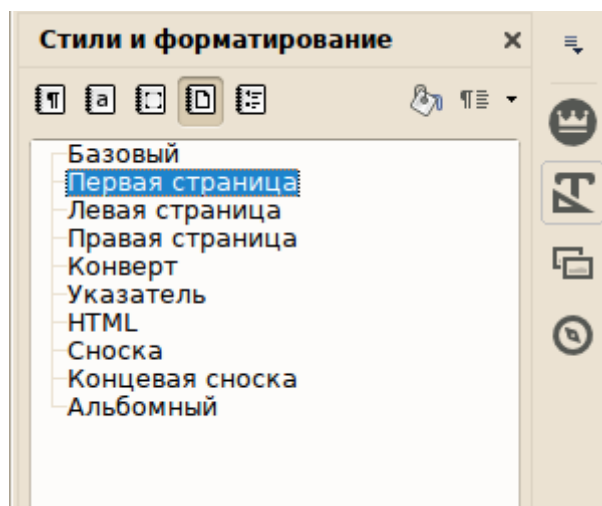 Стили и форматирование
Базовый
Первая страница
Левая страница
Правая страница
Конверт
Указатель
HTML
Сноска
Концевая сноска
Альбомный